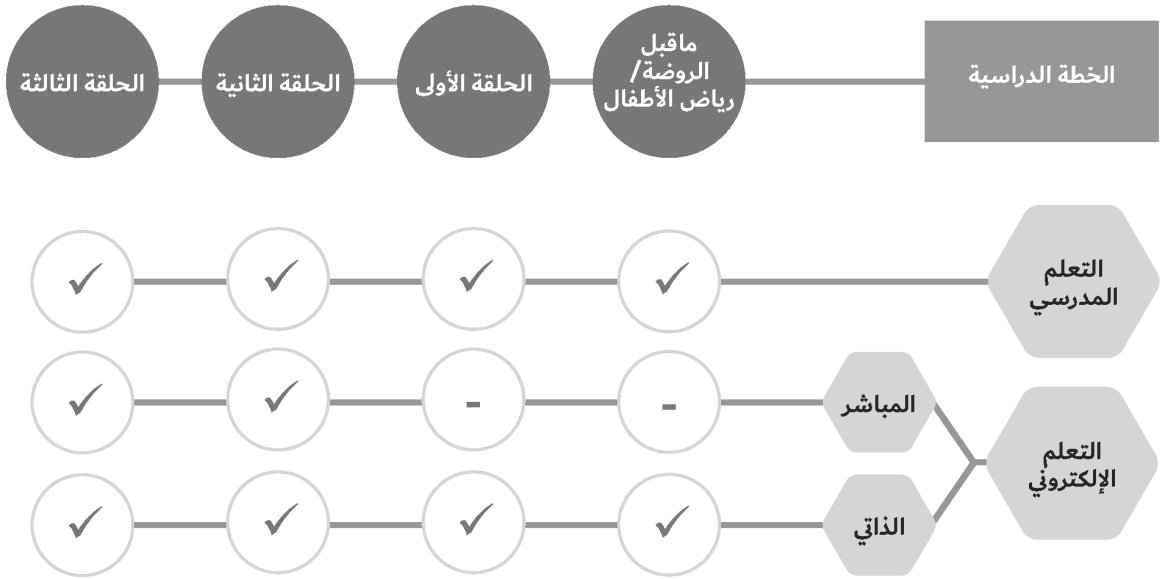 الخطة الدراسية
ماقبل
الروضة/
رياض الأطفال
الحلقة الأولى
الحلقة الثانية
الحلقة الثالثة
التعلم
المدرسي
✓ ✓ ✓ ✓
التعلم
الإلكتروني
المباشر
- - ✓ ✓
الذاتي
✓ ✓ ✓ ✓